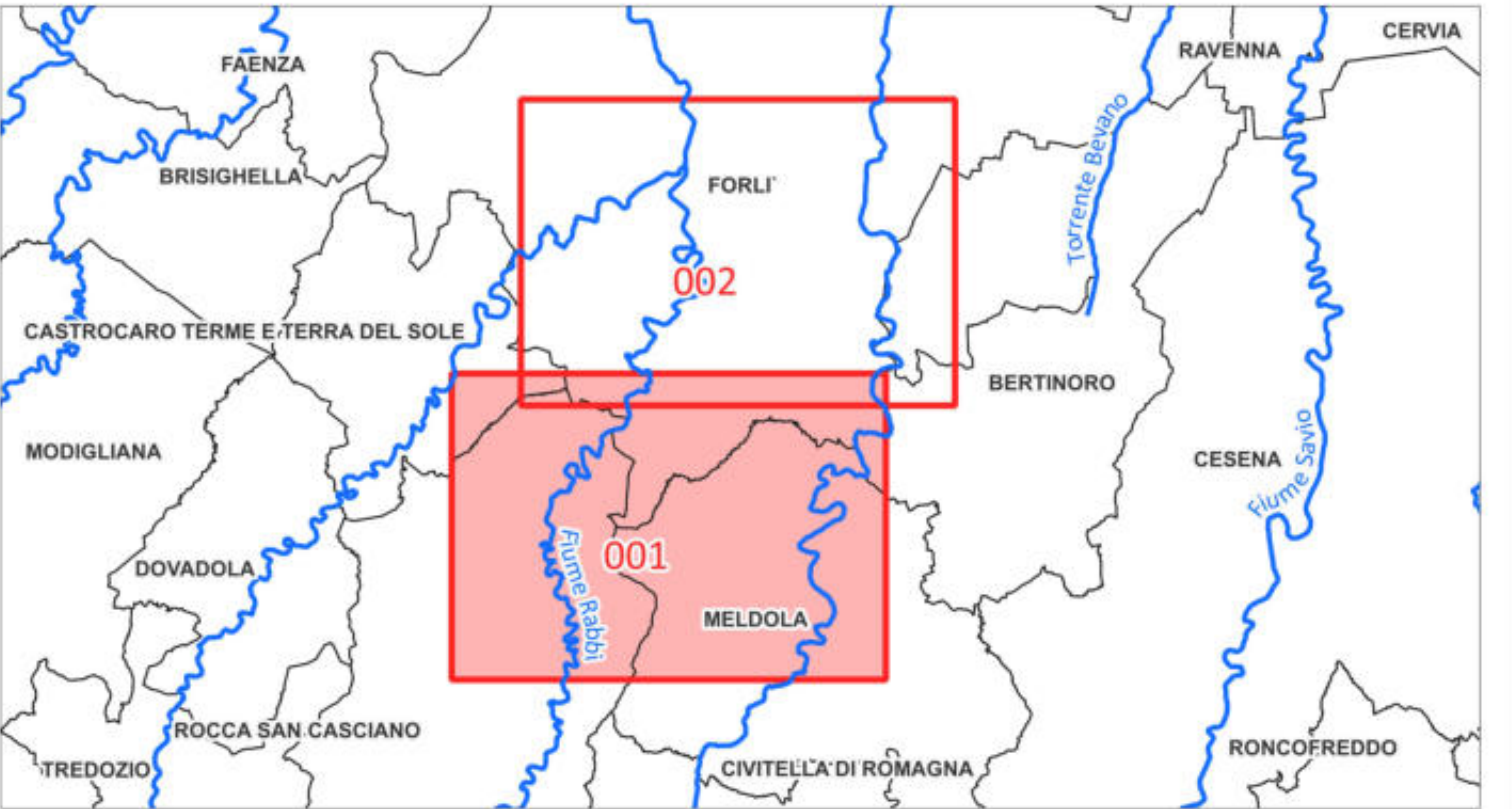 CERVIA
RAVENNA
FAENZA
Torrente Bevano
BRISIGHELLA
FORLI`
002
CASTROCARO TERME E TERRA DEL SOLE
BERTINORO
MODIGLIANA
CESENA
Fiume Savio
001
DOVADOLA
Fiume Rabbi
MELDOLA
ROCCA SAN CASCIANO
RONCOFREDDO
TREDOZIO
CIVITELLA DI ROMAGNA